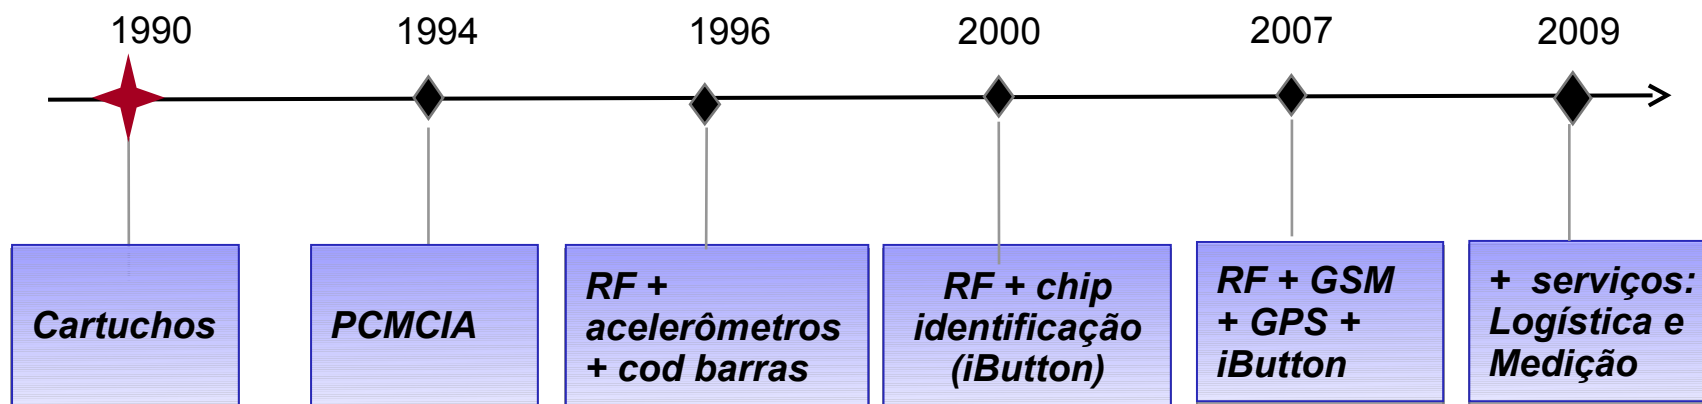 1990
1994
1996
2000
2007
2009
Cartuchos
PCMCIA
RF +
acelerômetros
+ cod barras
RF + chip
identificação
(iButton)
RF + GSM
+ GPS +
iButton
+ serviços:
Logística e
Medição